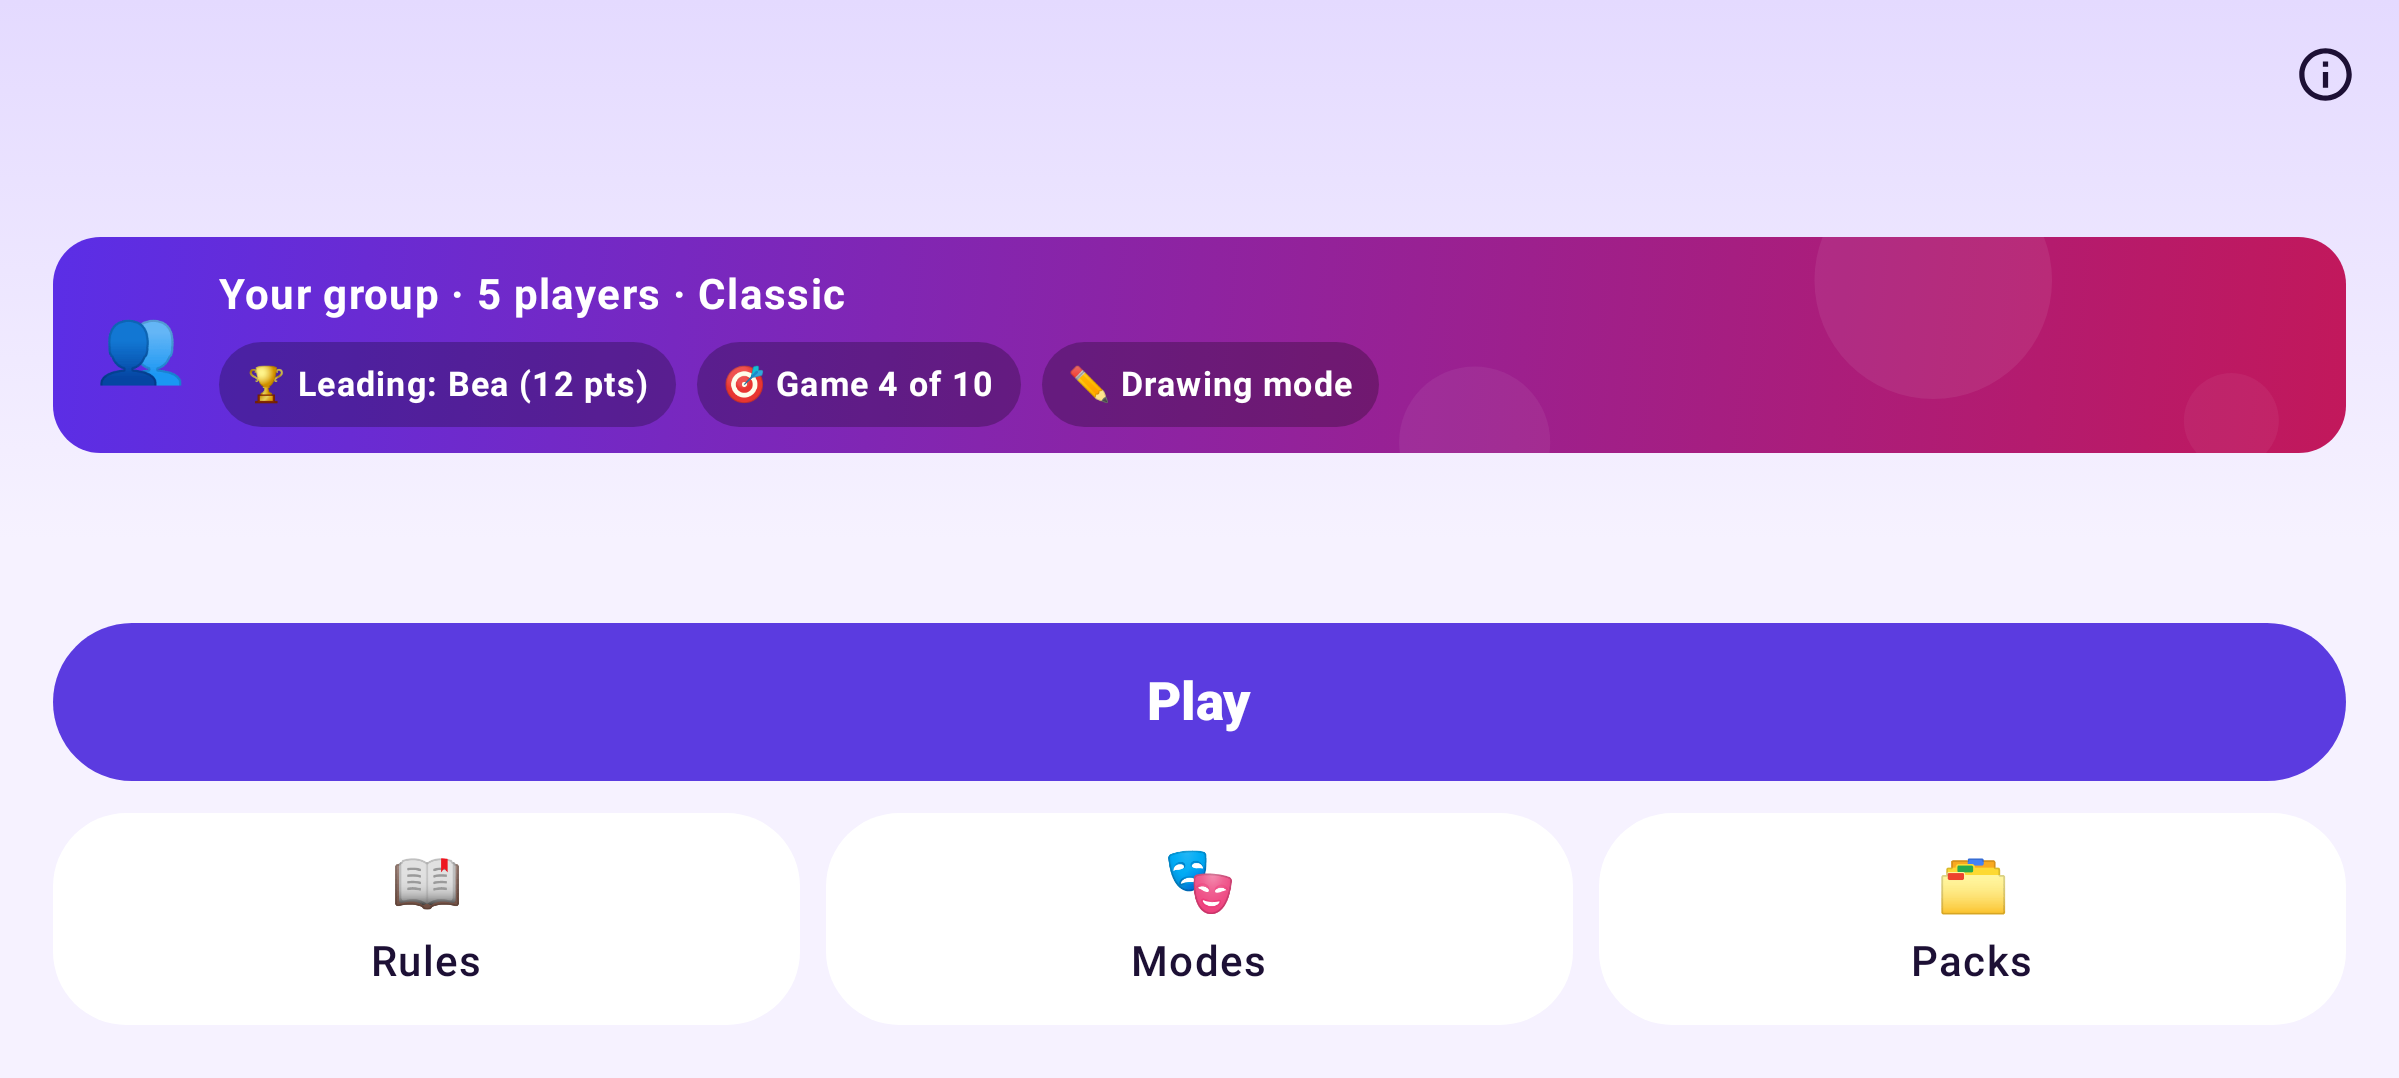 Your group · 5 players · Classic
🏆 Leading: Bea (12 pts)
🎯 Game 4 of 10
✏️ Drawing mode
Play
Rules
Modes
Packs